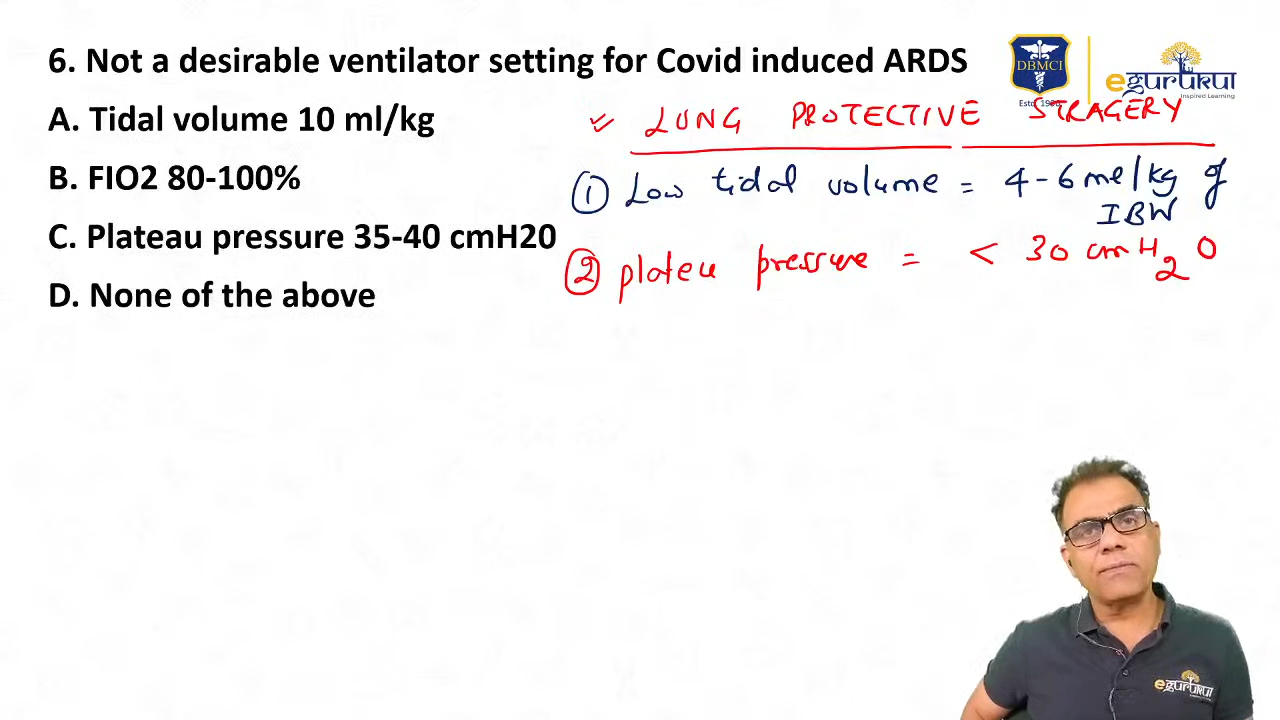 6. Not a desirable ventilator setting for Covid induced ARDS
A. Tidal volume 10 ml/kg
B. FIO2 80-100%
C. Plateau pressure 35-40 cmH20
D. None of the above
DBMCI
egurukul
Inspired Learning
LUNG PROTECTIVE STRAGERY
① Low tidal volume = 4-6 ml/kg of
IBW
② plateu pressure = < 30 cmH2O
egurukul